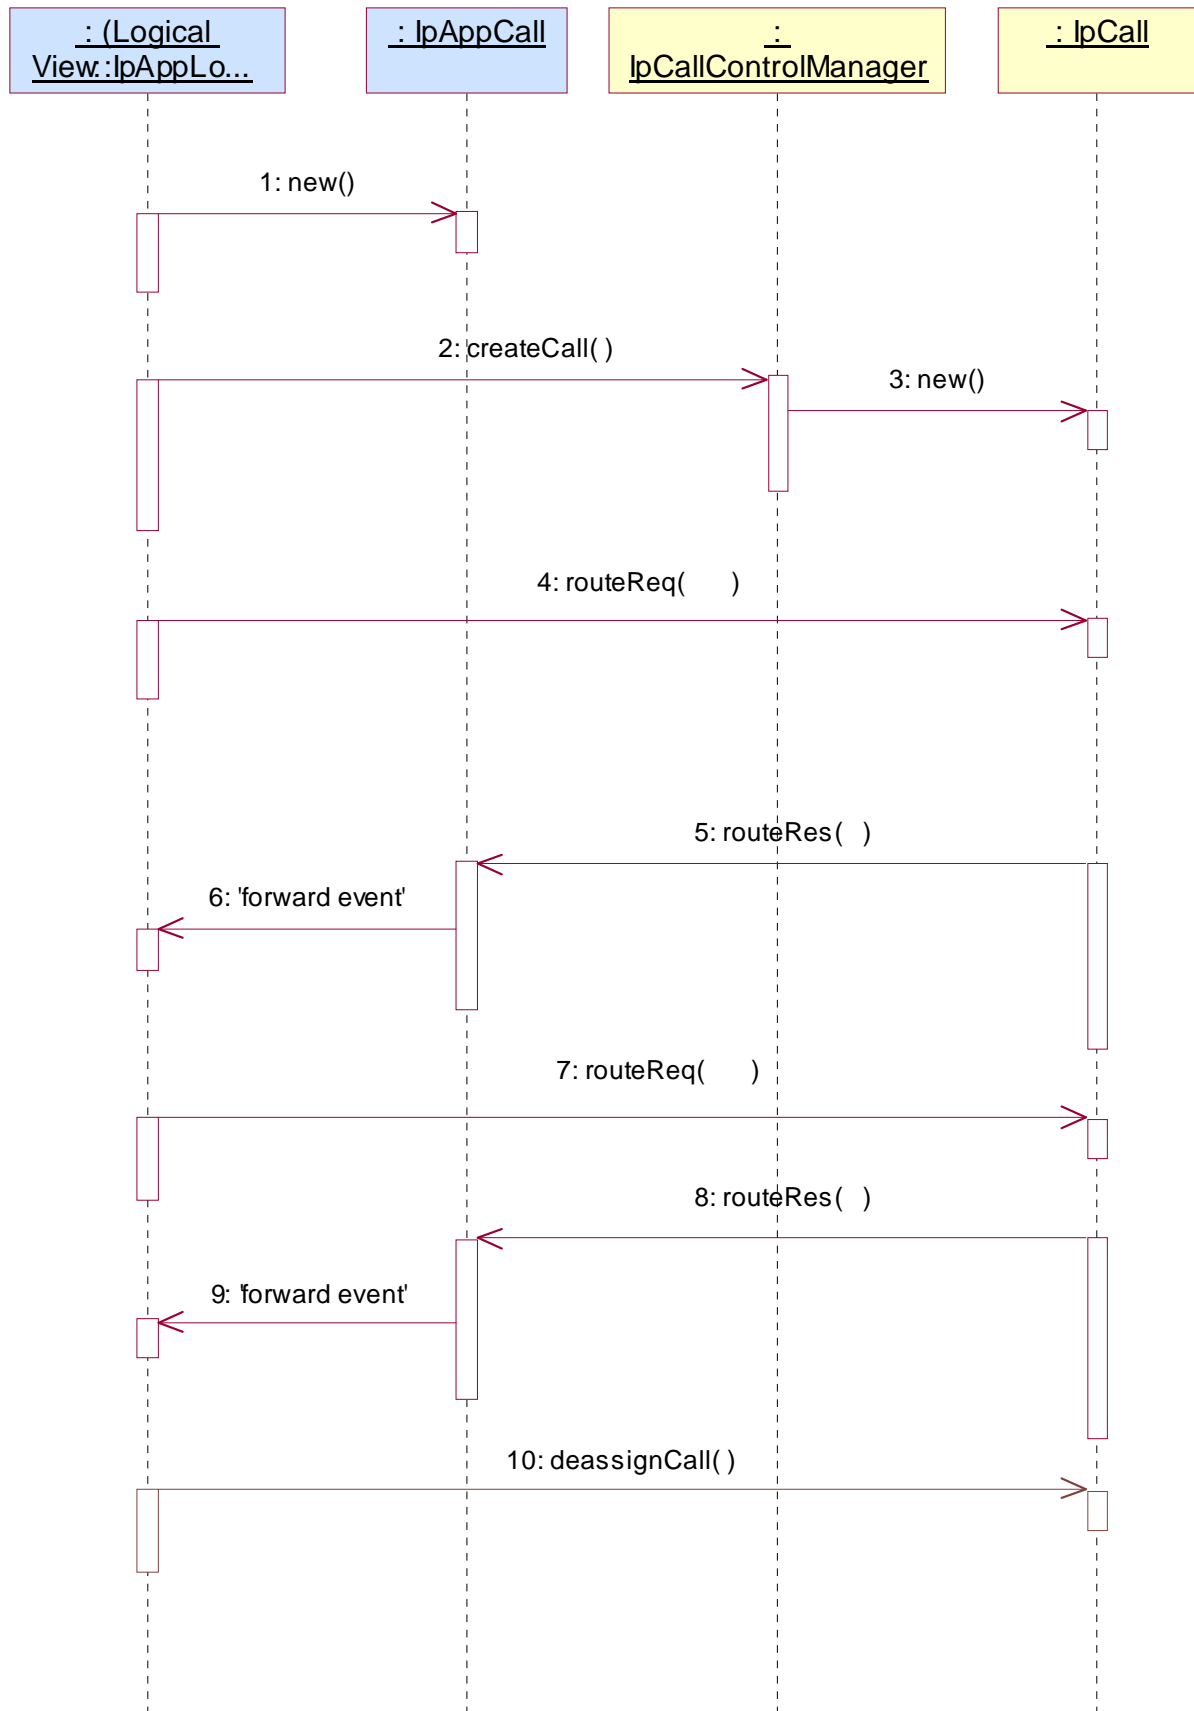 : (Logical
View::IpAppLo...
: IpAppCall
:
IpCallControlManager
: IpCall
1: new()
2: createCall( )
3: new()
4: routeReq(      )
5: routeRes(   )
6: 'forward event'
7: routeReq(      )
8: routeRes(   )
9: 'forward event'
10: deassignCall( )